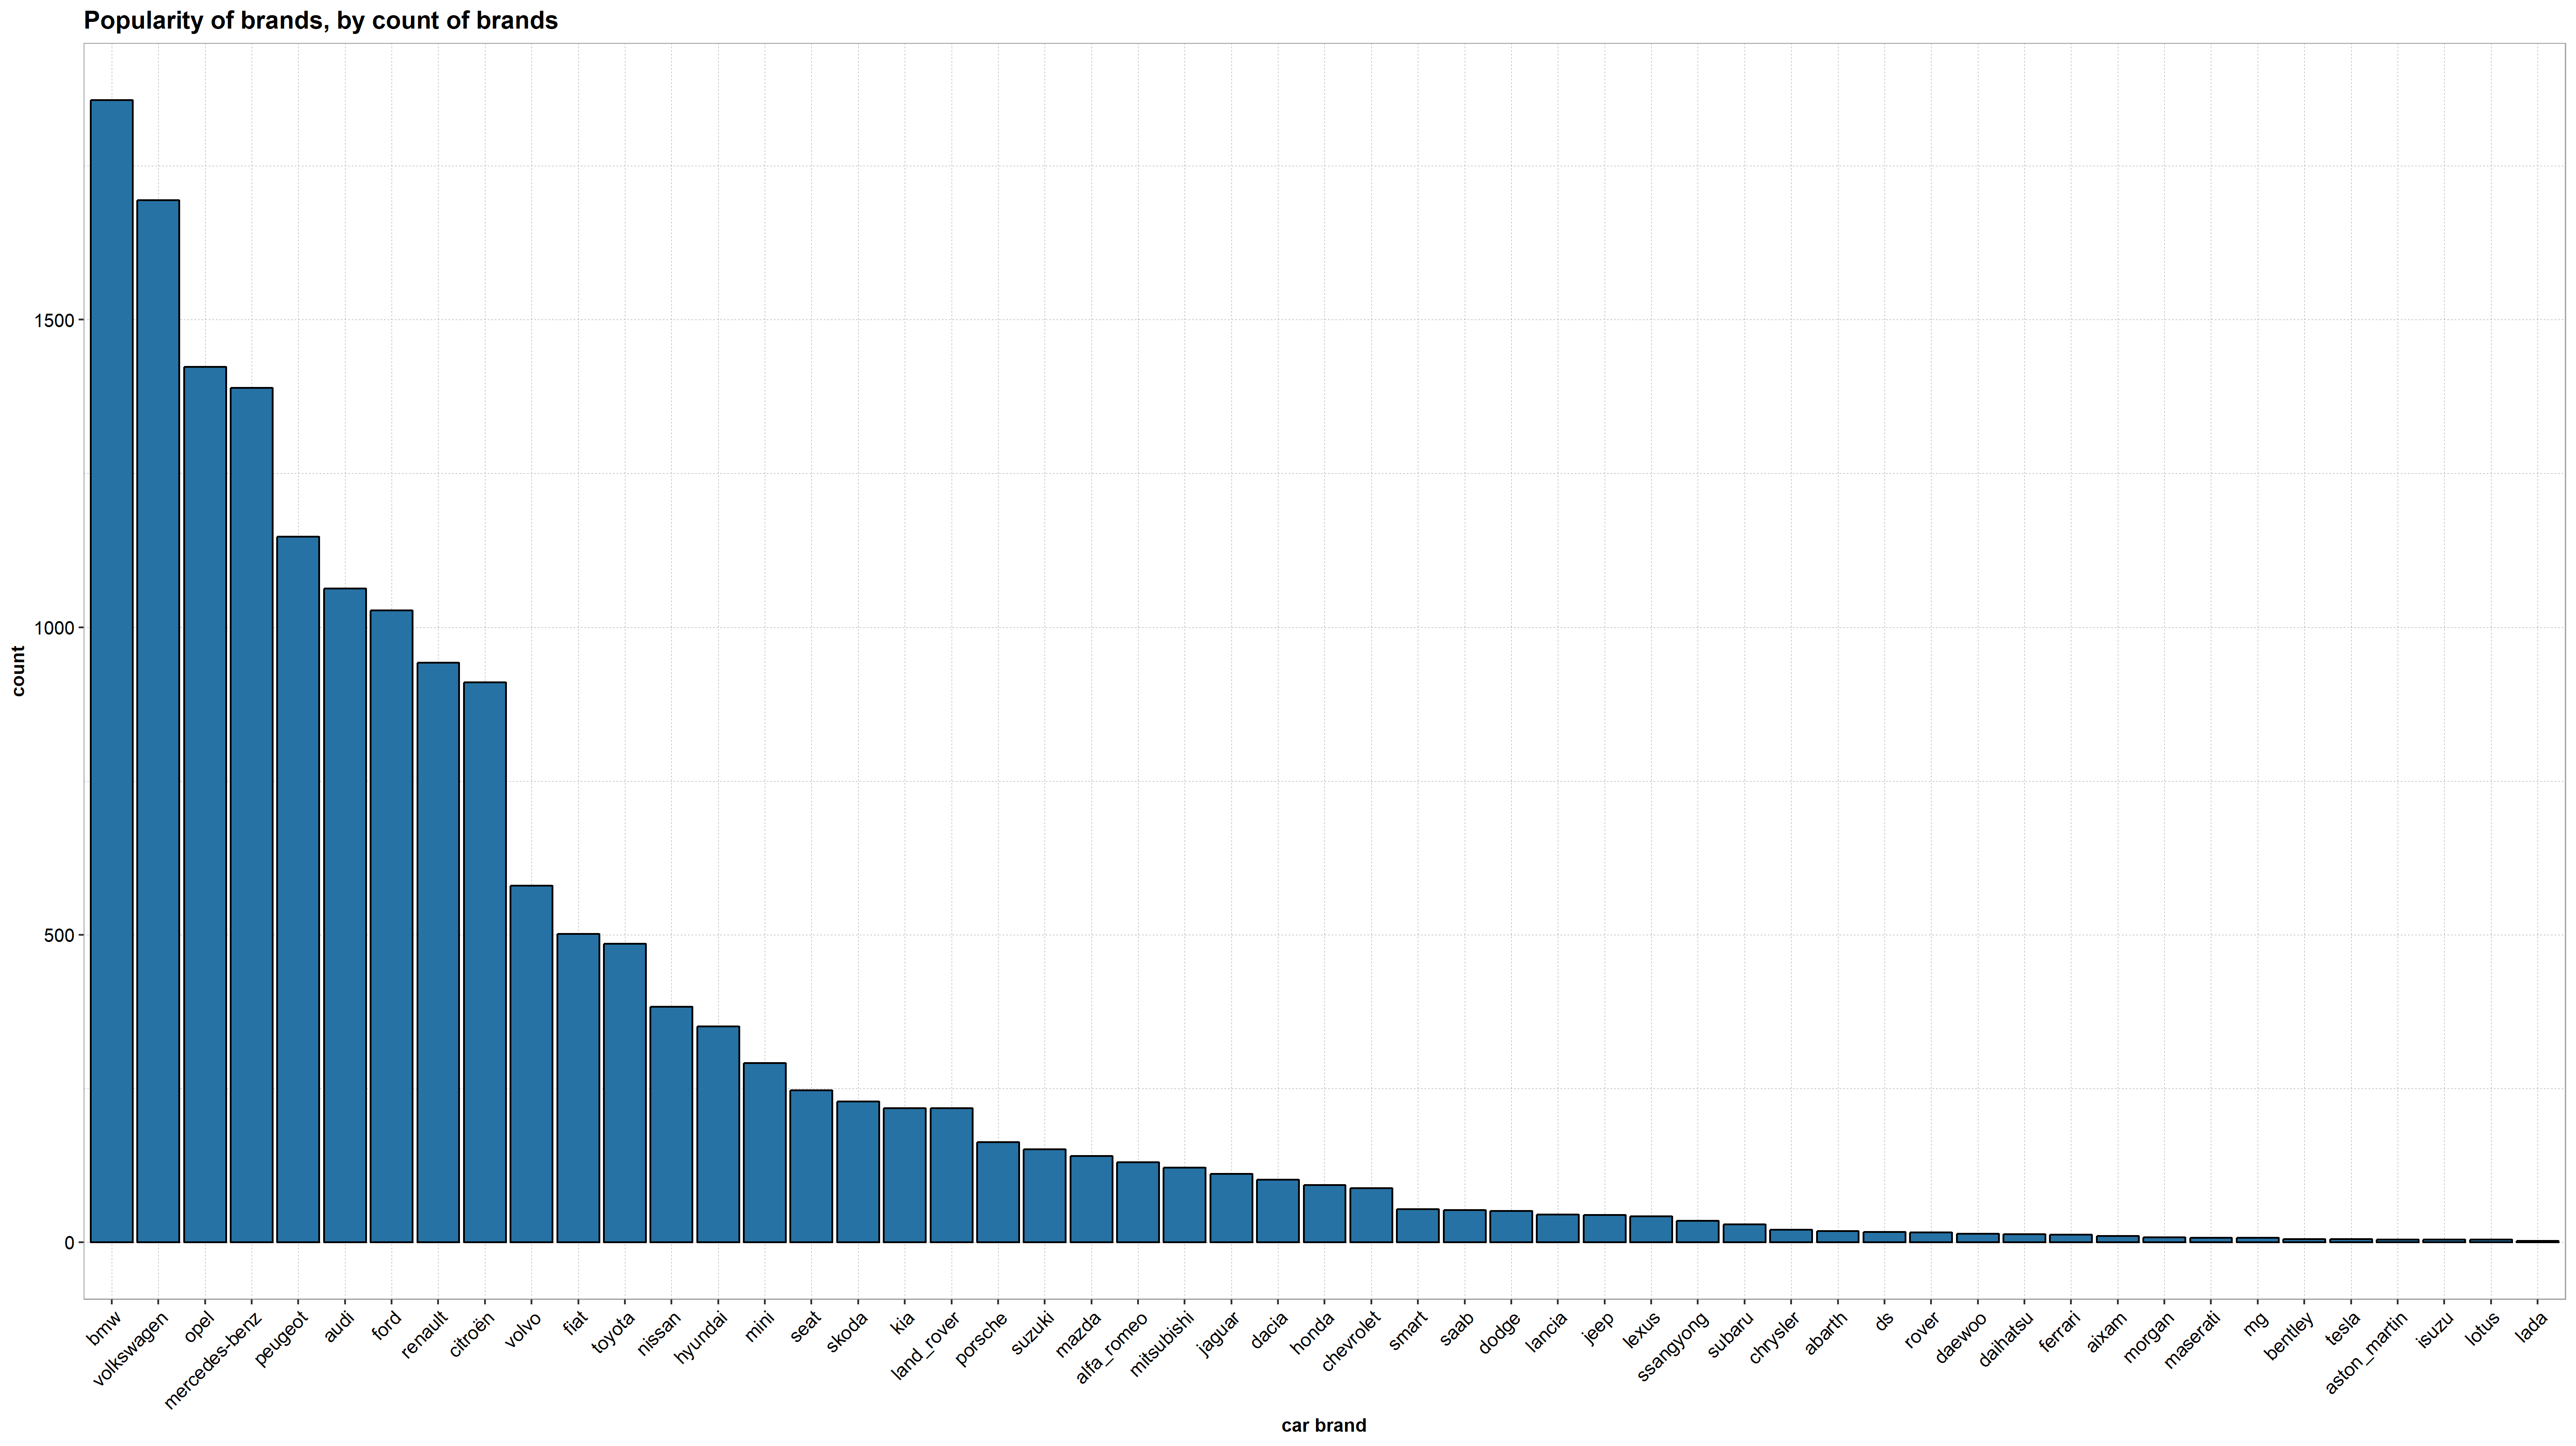 Popularity of brands, by count of brands
count
1500
1000
500
0
bmw
volkswagen
opel
mercedes-benz
peugeot
audi
ford
renault
citroën
volvo
fiat
toyota
nissan
hyundai
mini
seat
skoda
kia
land_rover
porsche
suzuki
mazda
alfa_romeo
mitsubishi
jaguar
dacia
honda
chevrolet
smart
saab
dodge
lancia
jeep
lexus
ssangyong
subaru
chrysler
abarth
ds
rover
daewoo
daihatsu
ferrari
aixam
morgan
maserati
mg
bentley
tesla
aston_martin
isuzu
lotus
lada
car brand